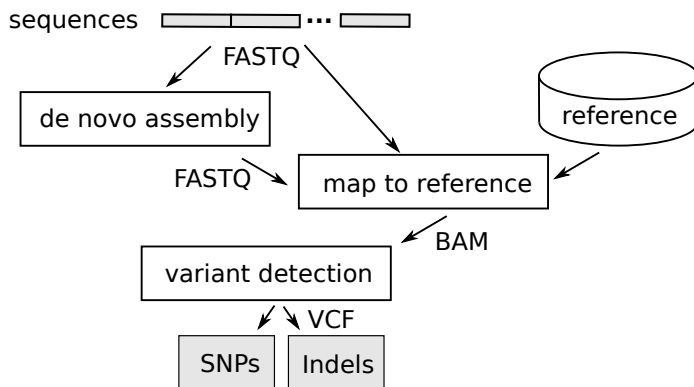 sequences
...
FASTQ
de novo assembly
reference
FASTQ
map to reference
BAM
variant detection
VCF
SNPs
Indels